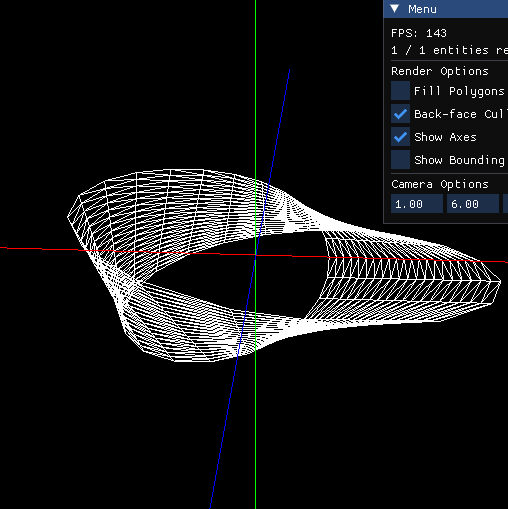 Menu
FPS: 143
1 / 1 entities re
Render Options
Fill Polygons
Back-face Cul
Show Axes
Show Bounding
Camera Options
1.00 6.00